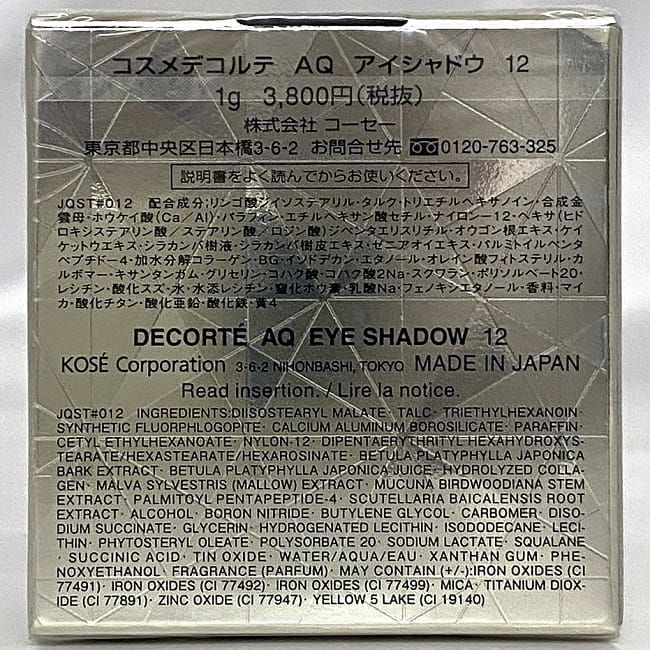 コスメデコルテ AQ アイシャドウ 12
1g 3,800円(税抜)
株式会社 コーセー
東京都中央区日本橋3-6-2 お問合せ先 0120-763-325
説明書をよく読んでからお使いください。
JQST#012 配合成分:リンゴ酸ジイソステアリル・タルク・トリエチルヘキサノイン・合成金
雲母・ホウケイ酸(Ca/Al)・パラフィン・エチルヘキサン酸セチル・ナイロン-12・ヘキサ(ヒド
ロキシステアリン酸/ステアリン酸/ロジン酸)ジペンタエリスリチル・オウゴン根エキス・ケイ
ケットウエキス・シラカンバ樹液・シラカンバ樹皮エキス・ゼニアオイエキス・パルミトイルペンタ
ペプチド-4・加水分解コラーゲン・BG・イソドデカン・エタノール・オレイン酸フィトステリル・カ
ルボマー・キサンタンガム・グリセリン・コハク酸・コハク酸2Na・スクワラン・ポリソルベート20・
レシチン・酸化スズ・水・水添レシチン・窒化ホウ素・乳酸Na・フェノキシエタノール・香料・マイ
カ・酸化チタン・酸化亜鉛・酸化鉄・黄4
DECORTÉ AQ EYE SHADOW 12
KOSÉ Corporation 3-6-2 NIHONBASHI, TOKYO MADE IN JAPAN
Read insertion. / Lire la notice.
JQST#012 INGREDIENTS:DIISOSTEARYL MALATE· TALC· TRIETHYLHEXANOIN·
SYNTHETIC FLUORPHLOGOPITE· CALCIUM ALUMINUM BOROSILICATE· PARAFFIN·
CETYL ETHYLHEXANOATE· NYLON-12· DIPENTAERYTHRITYL HEXAHYDROXYS-
TEARATE/HEXASTEARATE/HEXAROSINATE· BETULA PLATYPHYLLA JAPONICA
BARK EXTRACT· BETULA PLATYPHYLLA JAPONICA JUICE· HYDROLYZED COLLA-
GEN· MALVA SYLVESTRIS (MALLOW) EXTRACT· MUCUNA BIRDWOODIANA STEM
EXTRACT· PALMITOYL PENTAPEPTIDE-4· SCUTELLARIA BAICALENSIS ROOT
EXTRACT· ALCOHOL· BORON NITRIDE· BUTYLENE GLYCOL· CARBOMER· DISO-
DIUM SUCCINATE· GLYCERIN· HYDROGENATED LECITHIN· ISODODECANE· LECI-
THIN· PHYTOSTERYL OLEATE· POLYSORBATE 20· SODIUM LACTATE· SQUALANE
· SUCCINIC ACID· TIN OXIDE· WATER/AQUA/EAU· XANTHAN GUM· PHE-
NOXYETHANOL· FRAGRANCE (PARFUM)· MAY CONTAIN (+/-):IRON OXIDES (CI
77491)· IRON OXIDES (CI 77492)· IRON OXIDES (CI 77499)· MICA· TITANIUM DIOX-
IDE (CI 77891)· ZINC OXIDE (CI 77947)· YELLOW 5 LAKE (CI 19140)